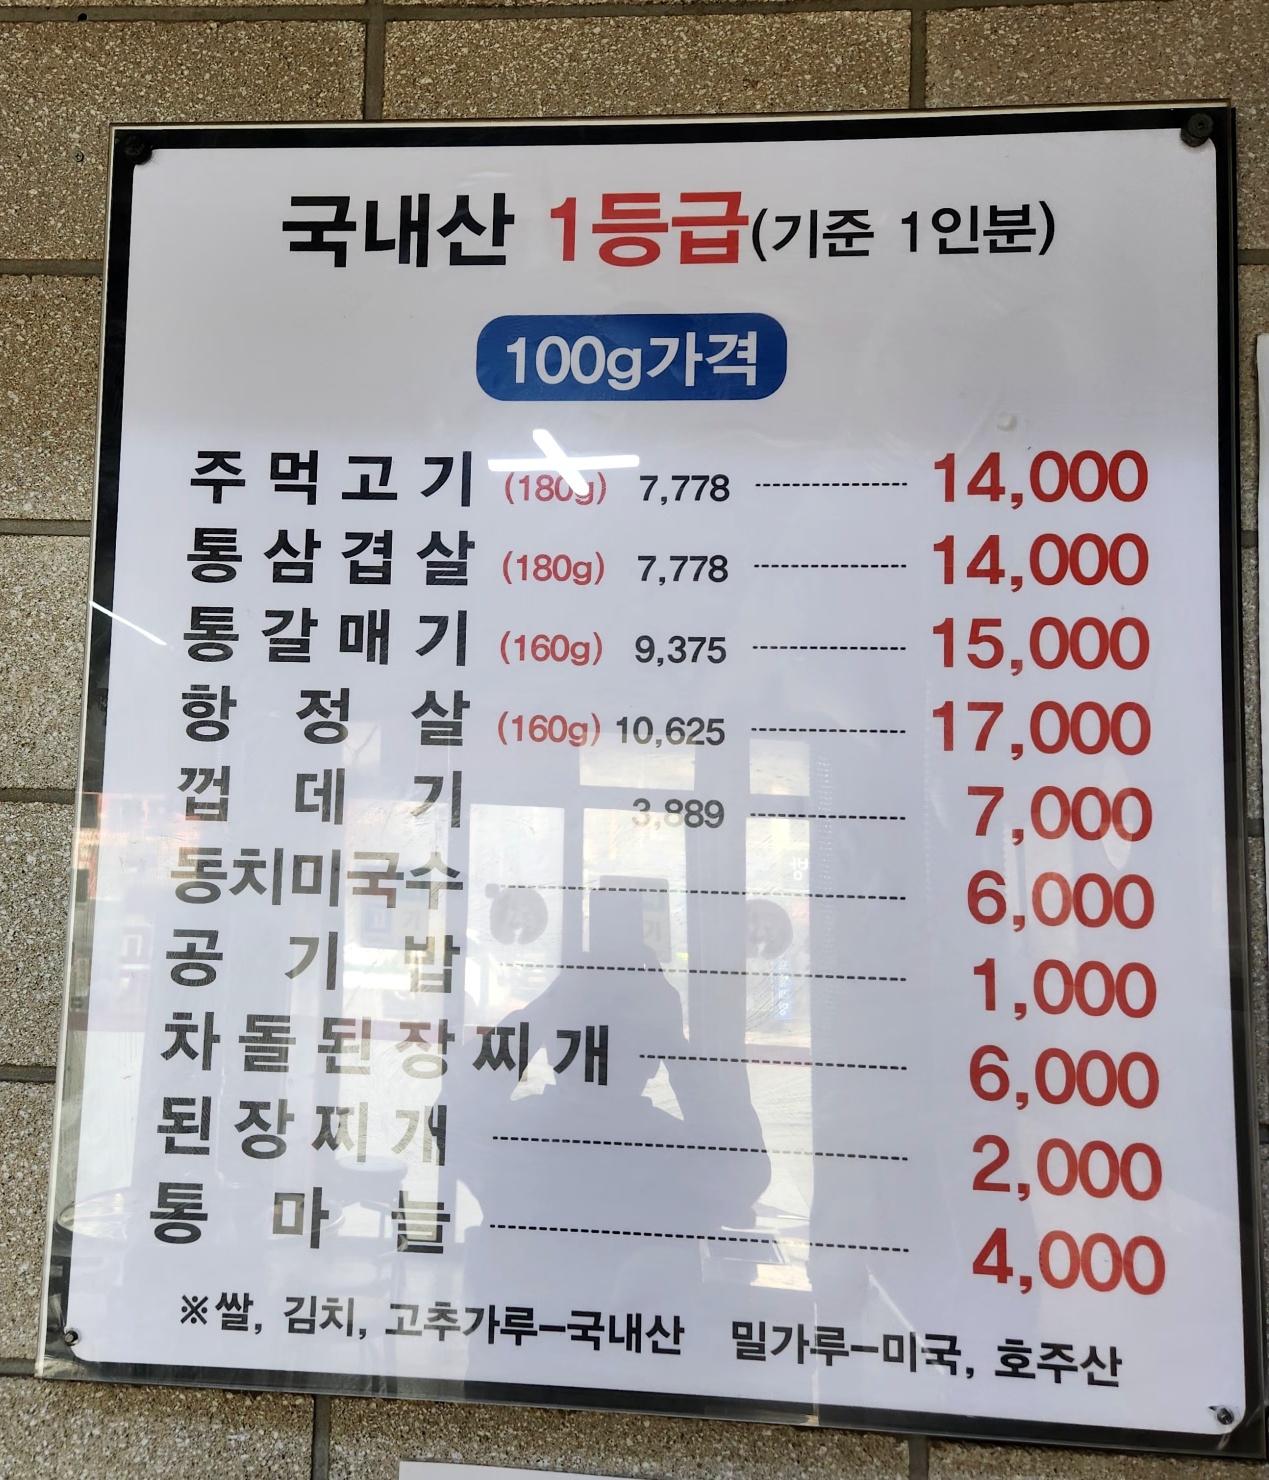 국내산 1등급(기준 1인분)
100g가격
주먹고기 (180g) 7,778 14,000
통삼겹살 (180g) 7,778 14,000
통갈매기 (160g) 9,375 15,000
항정살 (160g) 10,625 17,000
껍데기 3,889 7,000
동치미국수 6,000
공기밥 1,000
차돌된장찌개 6,000
된장찌개 2,000
통마늘 4,000
※쌀, 김치, 고추가루-국내산 밀가루-미국, 호주산